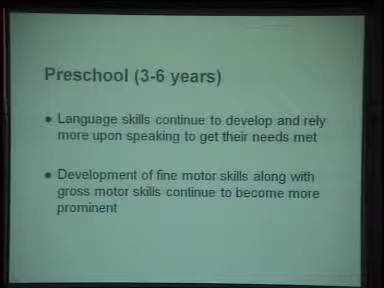 Preschool (3-6 years)
● Language skills continue to develop and rely
more upon speaking to get their needs met
● Development of fine motor skills along with
gross motor skills continue to become more
prominent